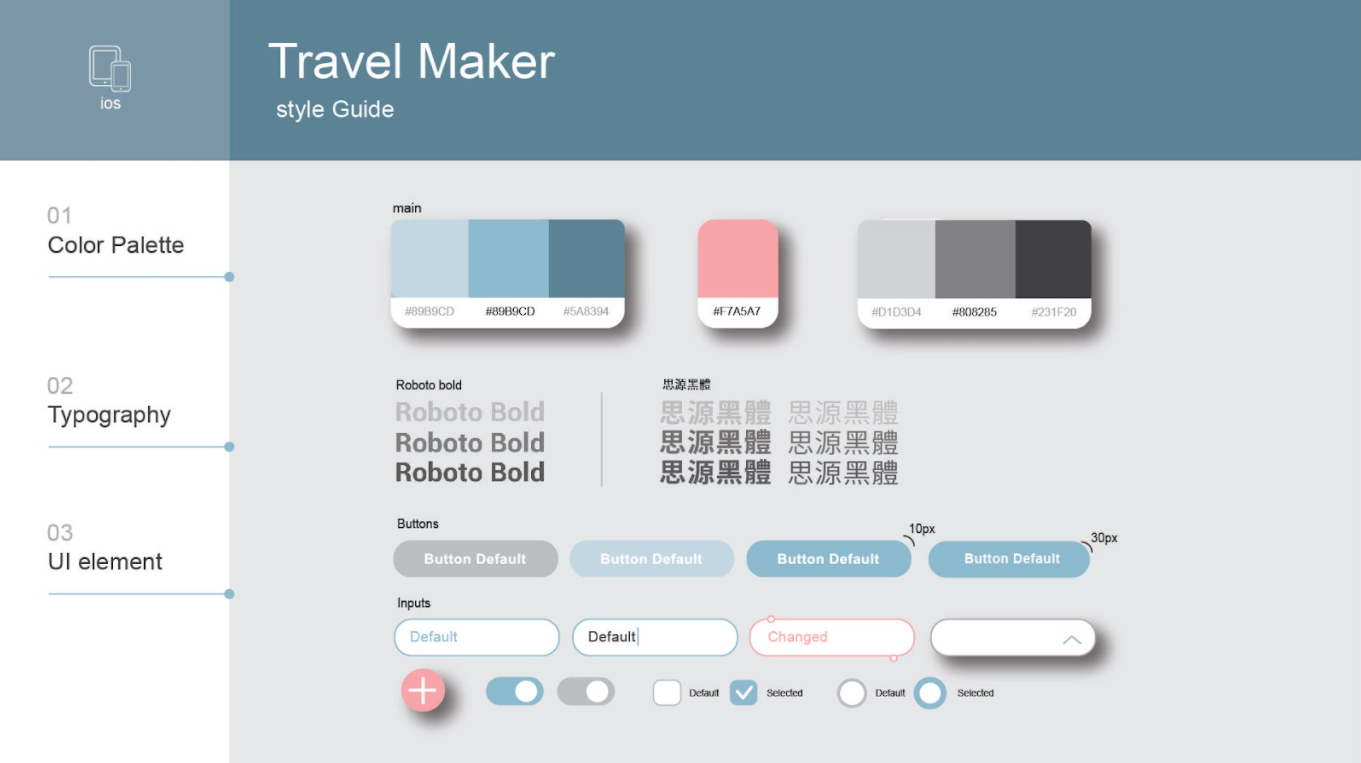 ios
Travel Maker
style Guide
01
Color Palette
02
Typography
03
UI element
main
#89B9CD #89B9CD #5A8394
#F7A5A7
#D1D3D4 #808285 #231F20
Roboto bold
Roboto Bold
Roboto Bold
Roboto Bold
思源黑體
思源黑體 思源黑體
思源黑體 思源黑體
思源黑體 思源黑體
Buttons
10px
30px
Button Default Button Default Button Default Button Default
Inputs
Default Default Changed
Default Selected Default Selected